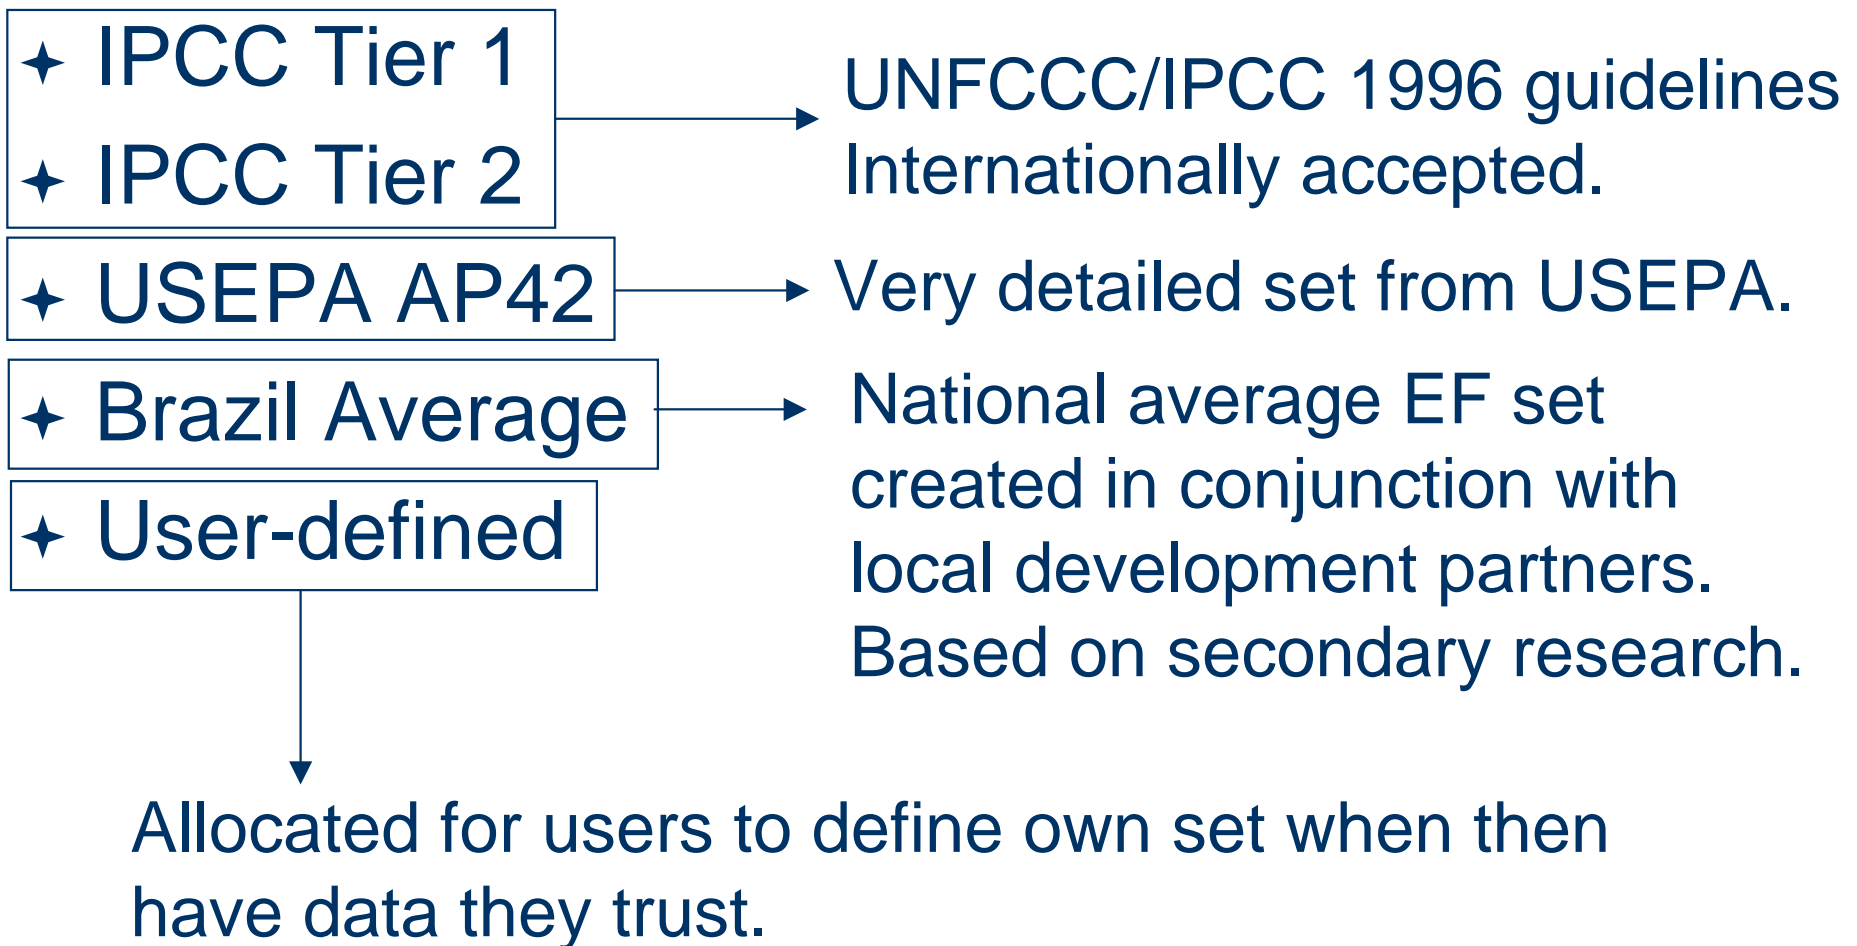 IPCC Tier 1
IPCC Tier 2
UNFCCC/IPCC 1996 guidelines
Internationally accepted.
USEPA AP42
Very detailed set from USEPA.
Brazil Average
National average EF set
created in conjunction with
local development partners.
Based on secondary research.
User-defined
Allocated for users to define own set when then
have data they trust.